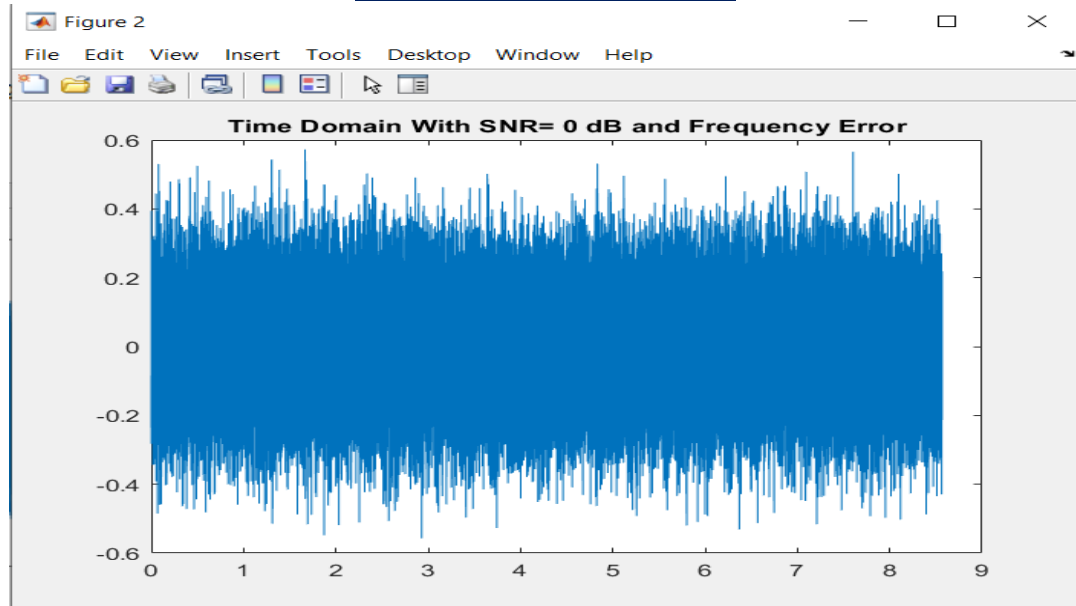 Figure 2
File Edit View Insert Tools Desktop Window Help
Time Domain With SNR= 0 dB and Frequency Error
0.6
0.4
0.2
0
-0.2
-0.4
-0.6
0 1 2 3 4 5 6 7 8 9